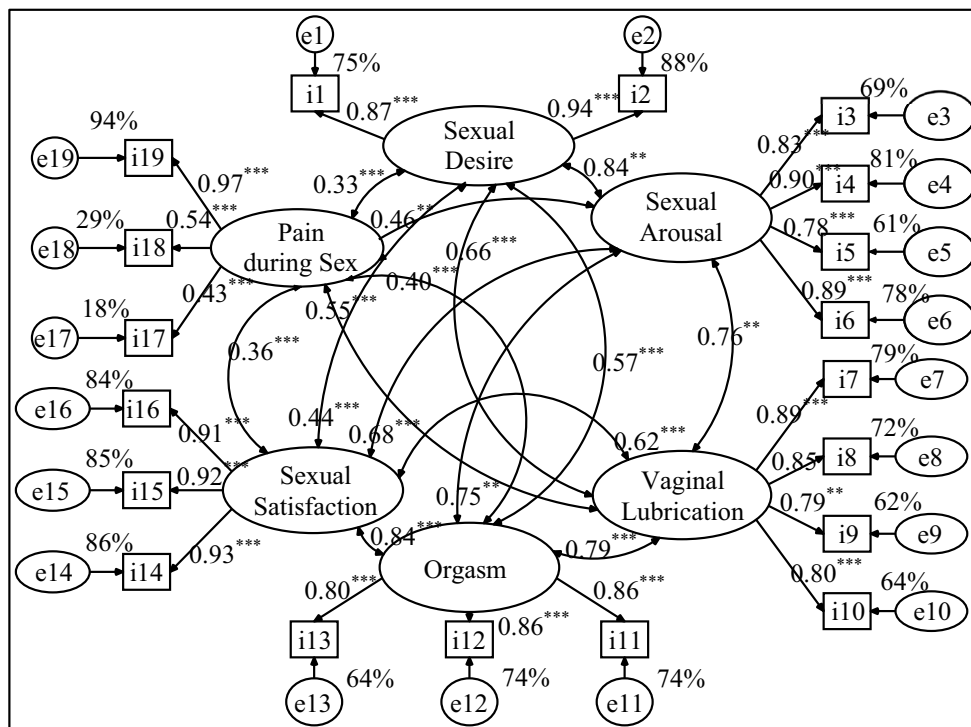 e1
e2
75%
88%
i1
i2
0.87***
0.94***
Sexual
Desire
69%
i3
e3
0.83***
94%
e19
i19
0.97***
0.33***
0.84**
81%
i4
e4
0.90***
29%
0.54***
e18
i18
Pain
during Sex
0.46**
Sexual
Arousal
0.78***
61%
i5
e5
0.66***
0.40***
0.43***
0.55***
0.89***
78%
i6
e6
18%
e17
i17
0.36***
0.57***
0.76**
79%
i7
e7
84%
e16
i16
0.91***
0.44***
0.68***
0.62***
0.89***
72%
i8
e8
0.85
85%
e15
i15
0.92***
Sexual
Satisfaction
0.75**
Vaginal
Lubrication
0.79**
62%
i9
e9
86%
e14
i14
0.93***
0.84***
0.79***
Orgasm
0.80***
64%
i10
e10
0.80***
0.86***
0.86***
i13
i12
i11
64%
74%
74%
e13
e12
e11